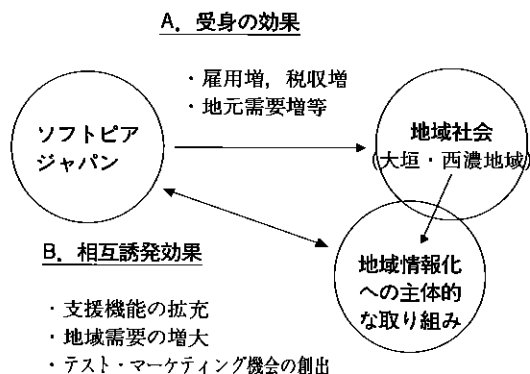 A．受身の効果
・雇用増，税収増
・地元需要増等
ソフトピア
ジャパン
地域社会
(大垣・西濃地域)
B．相互誘発効果
・支援機能の拡充
・地域需要の増大
・テスト・マーケティング機会の創出
地域情報化
への主体的
な取り組み